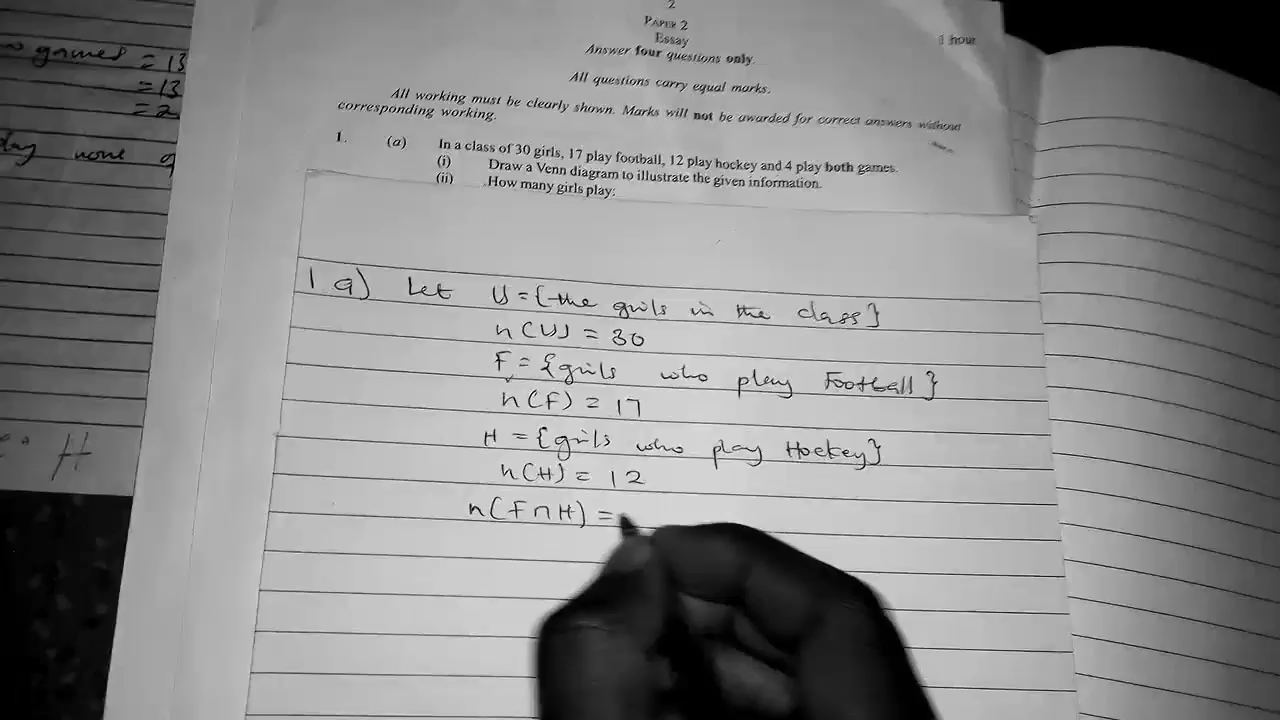 games = 13
= 13
= 2
none
H
2
PAPER 2
Essay
1 hour
Answer four questions only.
All questions carry equal marks.
All working must be clearly shown. Marks will not be awarded for correct answers without
corresponding working.
1. (a) In a class of 30 girls, 17 play football, 12 play hockey and 4 play both games.
(i) Draw a Venn diagram to illustrate the given information.
(ii) How many girls play:
1 a) Let U = {the girls in the class}
n(U) = 30
F = {girls who play Football}
n(F) = 17
H = {girls who play Hockey}
n(H) = 12
n(F∩H) =